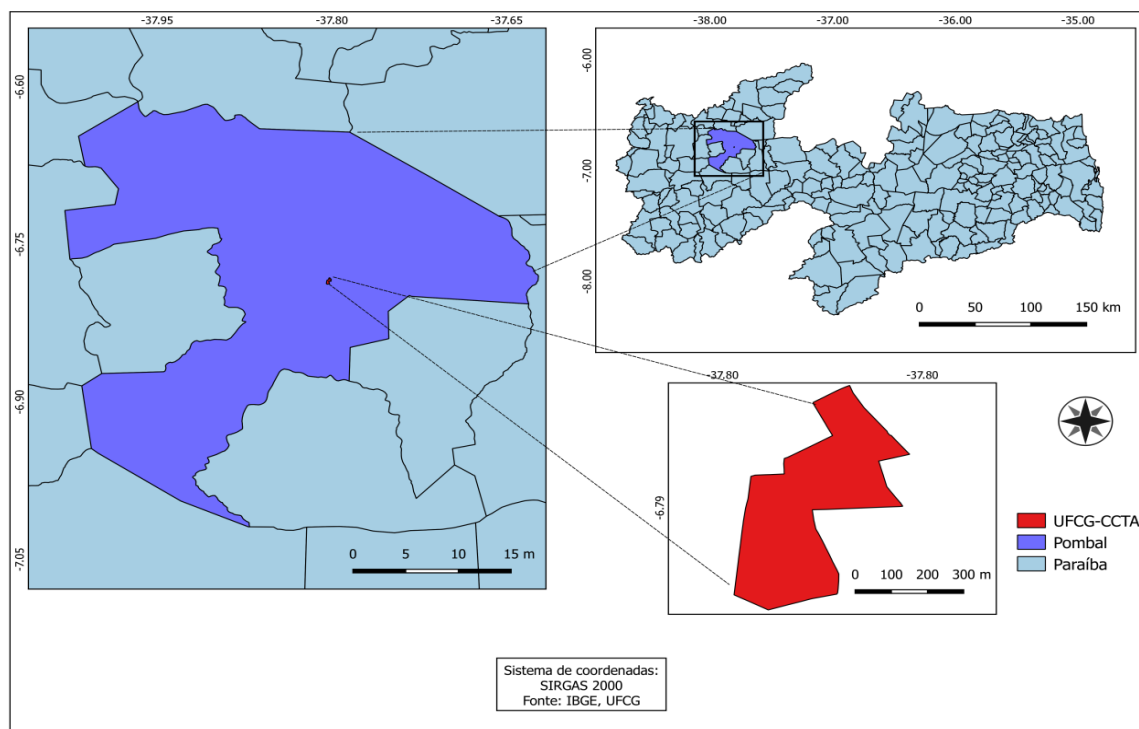 -37.95 -37.80 -37.65
-6.60
-6.75
-6.90
-7.05
0 5 10 15 m
-38.00 -37.00 -36.00 -35.00
-6.00
-7.00
-8.00
0 50 100 150 km
-37.80 -37.80
-6.79
0 100 200 300 m
UFCG-CCTA
Pombal
Paraíba
Sistema de coordenadas:
SIRGAS 2000
Fonte: IBGE, UFCG